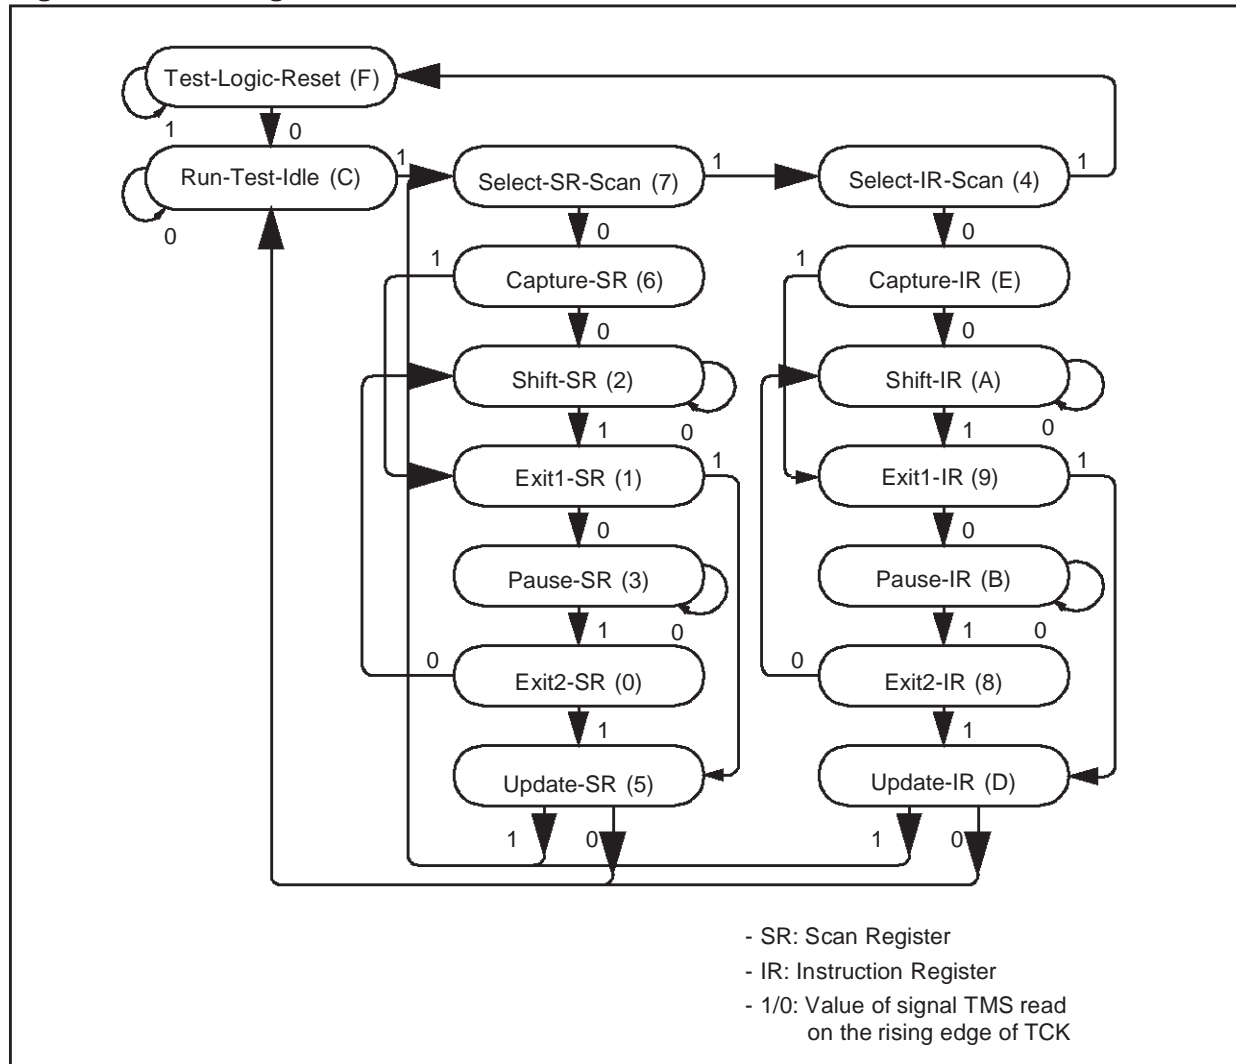 Test-Logic-Reset (F)
1
0
Run-Test-Idle (C)
1
Select-SR-Scan (7)
1
Select-IR-Scan (4)
1
0
0
0
1
Capture-SR (6)
1
Capture-IR (E)
0
0
Shift-SR (2)
Shift-IR (A)
1
0
1
0
Exit1-SR (1)
1
Exit1-IR (9)
1
0
0
Pause-SR (3)
Pause-IR (B)
1
0
1
0
0
Exit2-SR (0)
0
Exit2-IR (8)
1
1
Update-SR (5)
Update-IR (D)
1
0
1
0
- SR: Scan Register
- IR: Instruction Register
- 1/0: Value of signal TMS read
on the rising edge of TCK